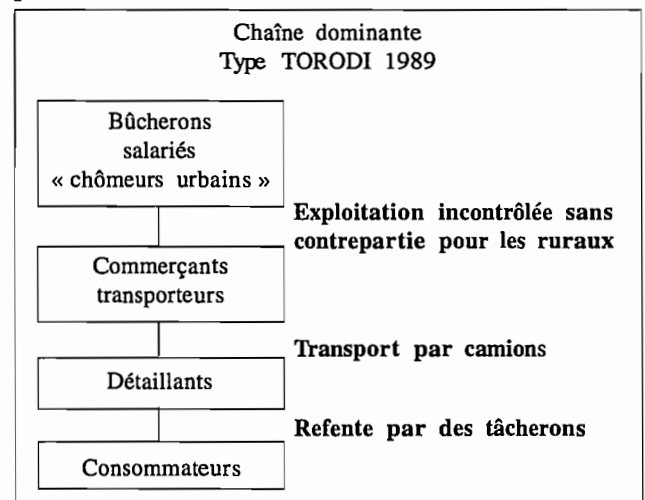 Chaîne dominante
Type TORODI 1989
Bûcherons
salariés
« chômeurs urbains »
Exploitation incontrôlée sans
contrepartie pour les ruraux
Commerçants
transporteurs
Transport par camions
Détaillants
Refente par des tâcherons
Consommateurs